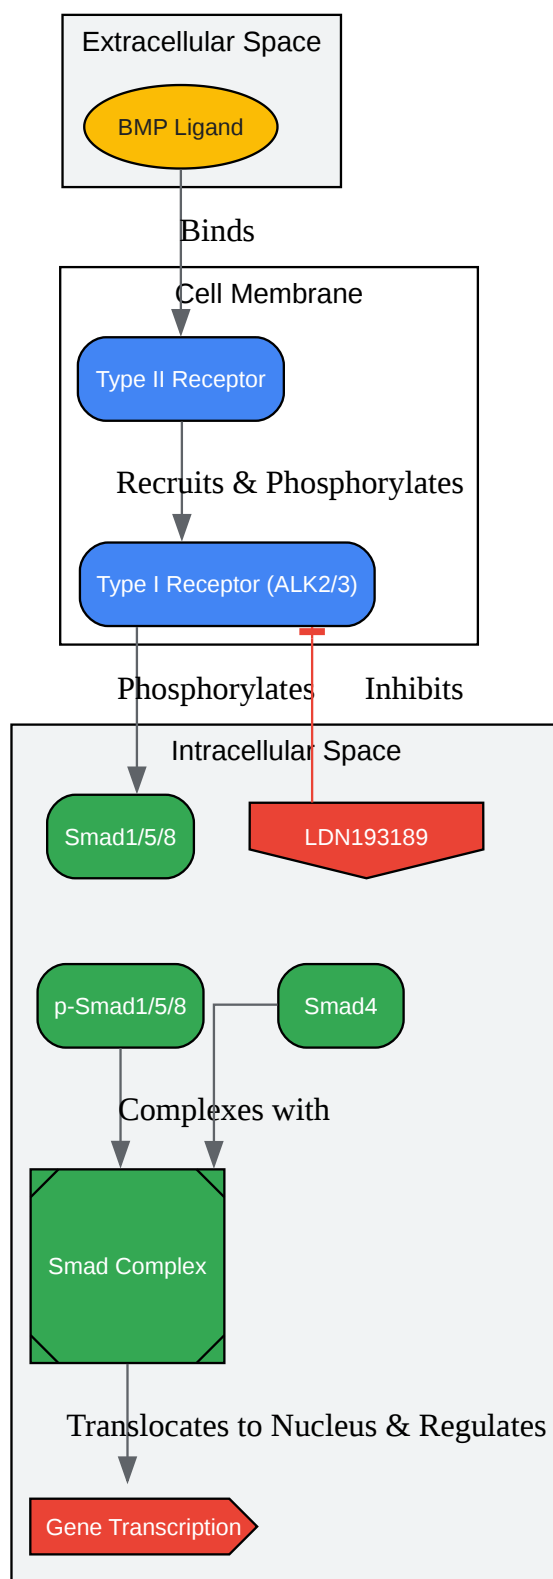 Extracellular Space
BMP Ligand
Binds
Cell Membrane
Type II Receptor
Recruits & Phosphorylates
Type I Receptor (ALK2/3)
Phosphorylates
Inhibits
Intracellular Space
Smad1/5/8
LDN193189
p-Smad1/5/8
Smad4
Complexes with
Smad Complex
Translocates to Nucleus & Regulates
Gene Transcription